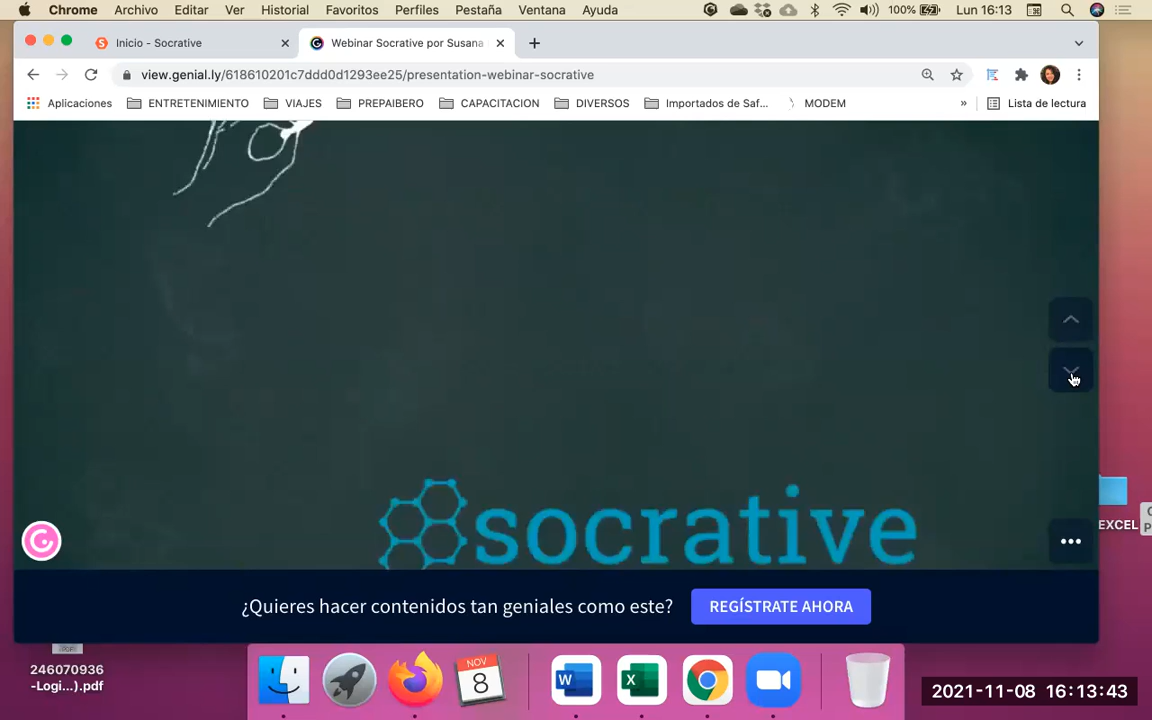 Chrome Archivo Editar Ver Historial Favoritos Perfiles Pestaña Ventana Ayuda 100% Lun 16:13
Inicio - Socrative Webinar Socrative por Susana
view.genial.ly/618610201c7ddd0d1293ee25/presentation-webinar-socrative
Aplicaciones ENTRETENIMIENTO VIAJES PREPAIBERO CAPACITACION DIVERSOS Importados de Saf... MODEM » Lista de lectura
socrative
EXCEL
¿Quieres hacer contenidos tan geniales como este? REGÍSTRATE AHORA
246070936
-Logi...).pdf
NOV
8
2021-11-08 16:13:43